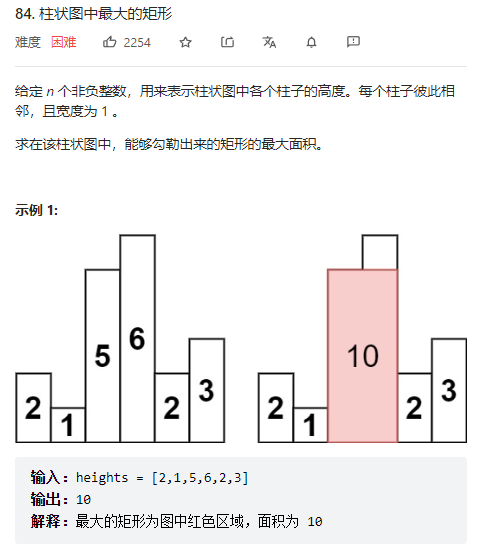 84. 柱状图中最大的矩形
难度 困难 2254
给定 n 个非负整数，用来表示柱状图中各个柱子的高度。每个柱子彼此相
邻，且宽度为 1 。
求在该柱状图中，能够勾勒出来的矩形的最大面积。
示例 1:
2 1 5 6 2 3
2 1 10 2 3
输入：heights = [2,1,5,6,2,3]
输出：10
解释：最大的矩形为图中红色区域，面积为 10